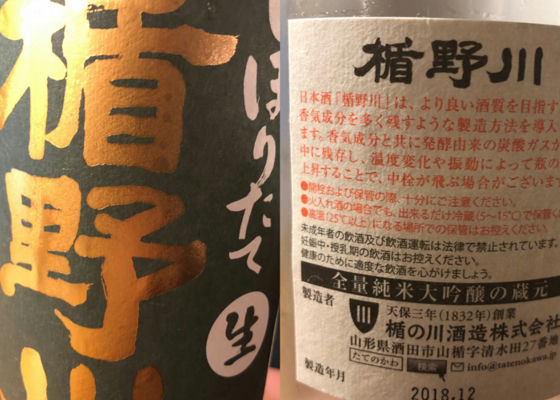 楯野川
しぼりたて
生
楯野川
日本酒「楯野川」は、より良い酒質を目指す
香気成分を多く残すような製造方法を導入
ます。香気成分と共に発酵由来の炭酸ガスが
中に残存し、温度変化や振動によって瓶
上昇することで、中栓が飛ぶ場合がございます
●開栓および保管の際、十分にご注意ください。
●火入れ酒の場合でも、出来るだけ冷蔵(5〜15℃)で保管
●高温(25℃以上)になる場所での保管はお控えください。
未成年者の飲酒及び飲酒運転は法律で禁止されています。
妊娠中・授乳期の飲酒はお控えください。
健康のために適度な飲酒を心がけましょう。
全量純米大吟醸の蔵元
製造者
天保三年(1832年)創業
楯の川酒造株式会社
山形県酒田市山楯字清水田27番地
たてのかわ 検索 info@tatenokawa.j
製造年月
2018.12